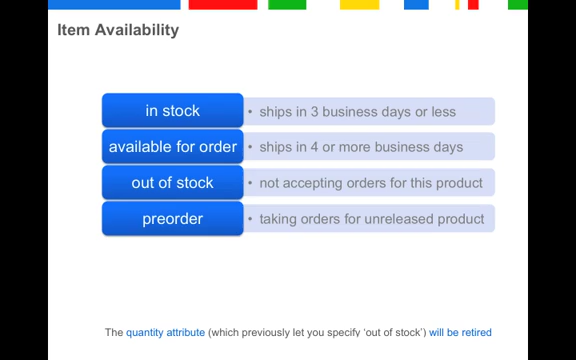 Item Availability
in stock • ships in 3 business days or less
available for order • ships in 4 or more business days
out of stock • not accepting orders for this product
preorder • taking orders for unreleased product
The quantity attribute (which previously let you specify ‘out of stock’) will be retired